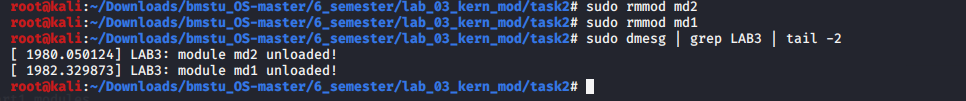 root@kali:~/Downloads/bmstu_OS-master/6_semester/lab_03_kern_mod/task2# sudo rmmod md2
root@kali:~/Downloads/bmstu_OS-master/6_semester/lab_03_kern_mod/task2# sudo rmmod md1
root@kali:~/Downloads/bmstu_OS-master/6_semester/lab_03_kern_mod/task2# sudo dmesg | grep LAB3 | tail -2
[ 1980.050124] LAB3: module md2 unloaded!
[ 1982.329873] LAB3: module md1 unloaded!
root@kali:~/Downloads/bmstu_OS-master/6_semester/lab_03_kern_mod/task2#